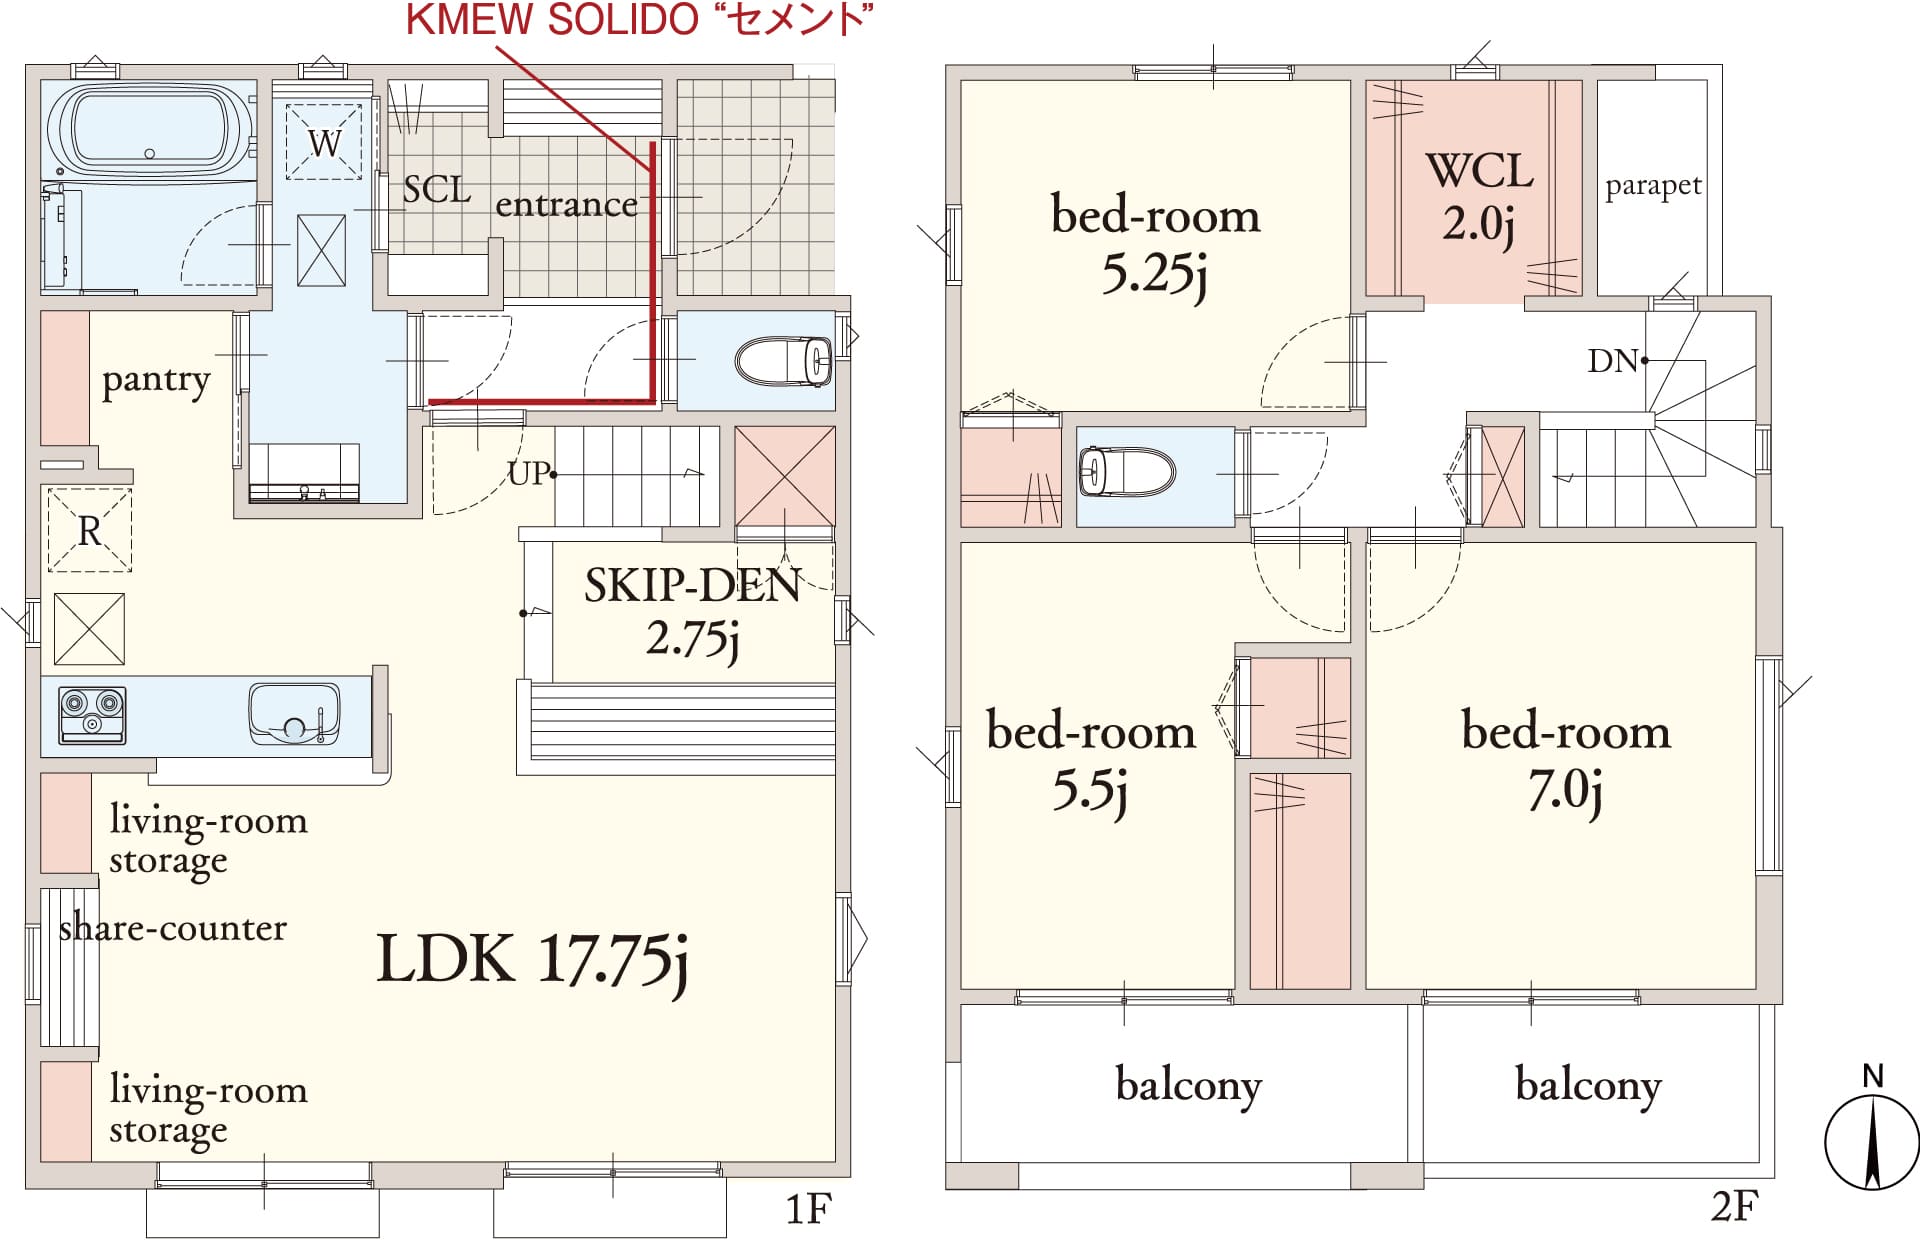 KMEW SOLIDO “セメント”
W
SCL
entrance
pantry
UP
R
SKIP-DEN
2.75j
living-room
storage
share-counter
LDK 17.75j
living-room
storage
1F
bed-room
5.25j
WCL
2.0j
parapet
DN
bed-room
5.5j
bed-room
7.0j
balcony
balcony
N
2F